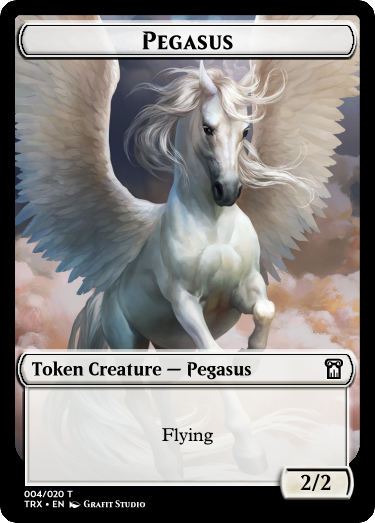 Pegasus
Token Creature — Pegasus
Flying
2/2
004/020 T
TRX • EN Grafit Studio